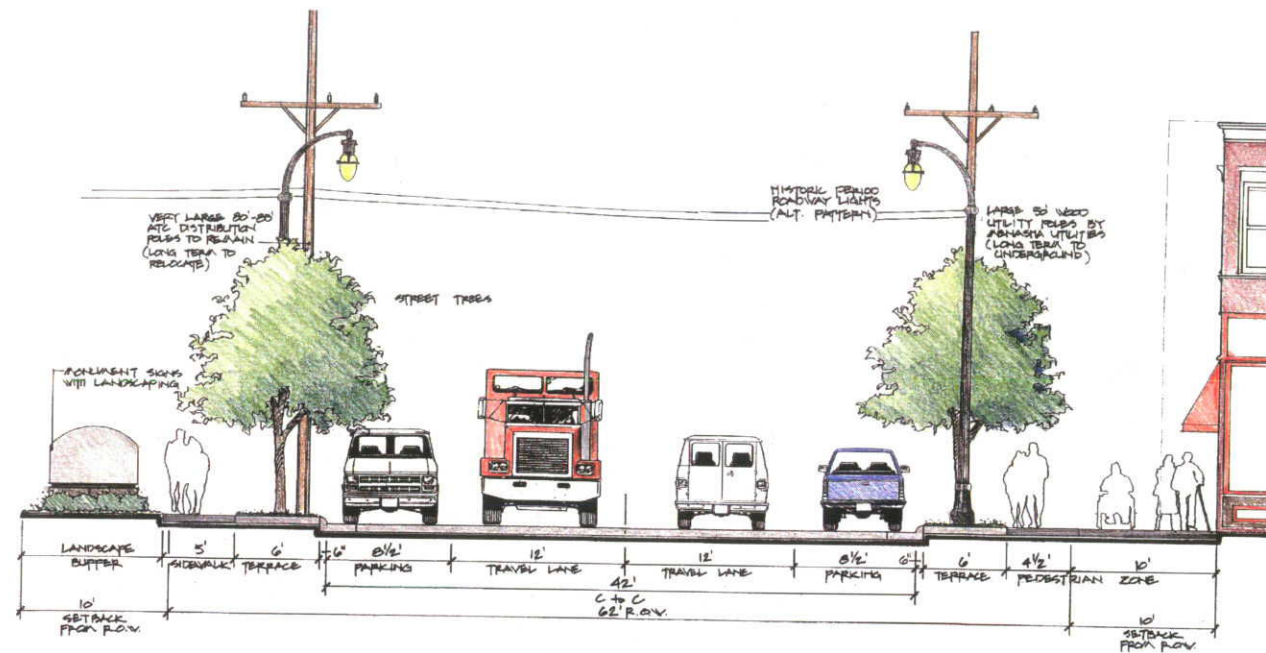 HISTORIC PERIOD
ROADWAY LIGHTS
(ALT. PATTERN)
VERY LARGE 80'-85'
ATC DISTRIBUTION
POLES TO REMAIN
(LONG TERM TO
RELOCATE)
LARGE 50' WOOD
UTILITY POLES BY
MENASHA UTILITIES
(LONG TERM TO
UNDERGROUND)
STREET TREES
MONUMENT SIGNS
WITH LANDSCAPING
LANDSCAPE
BUFFER
5'
SIDEWALK
6'
TERRACE
6"
8½'
PARKING
12'
TRAVEL LANE
12'
TRAVEL LANE
8½'
PARKING
6"
6'
TERRACE
4½'
10'
PEDESTRIAN ZONE
42'
C to C
62' R.O.W.
10'
SETBACK
FROM R.O.W.
10'
SETBACK
FROM R.O.W.